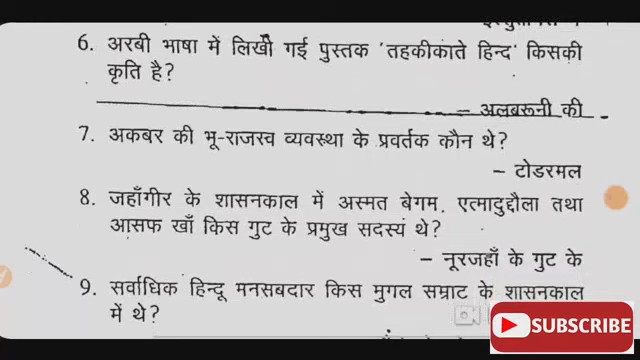 6. अरबी भाषा में लिखी गई पुस्तक 'तहकीकाते हिन्द' किसकी
कृति है?
– अलबरूनी की
7. अकबर की भू-राजस्व व्यवस्था के प्रवर्तक कौन थे?
– टोडरमल
8. जहाँगीर के शासनकाल में अस्मत बेगम, एत्मादुद्दौला तथा
आसफ खाँ किस गुट के प्रमुख सदस्य थे?
– नूरजहाँ के गुट के
9. सर्वाधिक हिन्दू मनसबदार किस मुगल सम्राट के शासनकाल
में थे?
SUBSCRIBE